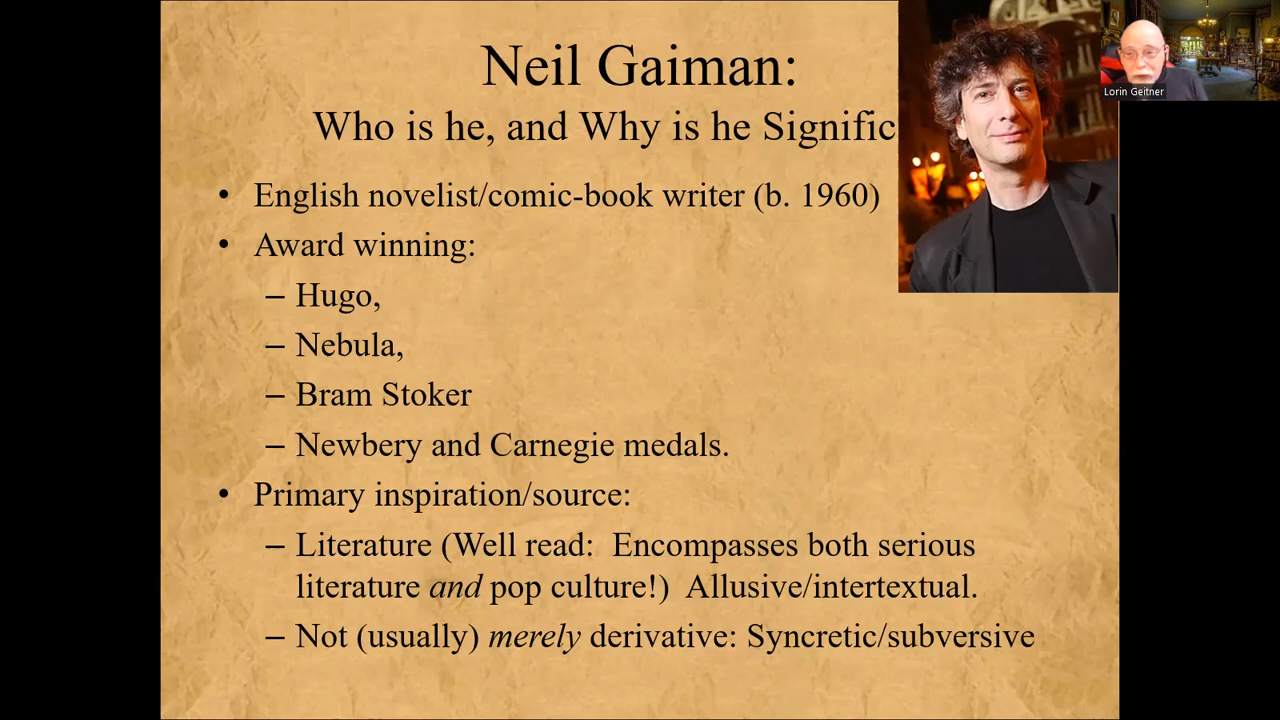 Neil Gaiman:
Who is he, and Why is he Signific
• English novelist/comic-book writer (b. 1960)
• Award winning:
– Hugo,
– Nebula,
– Bram Stoker
– Newbery and Carnegie medals.
• Primary inspiration/source:
– Literature (Well read: Encompasses both serious
literature and pop culture!) Allusive/intertextual.
– Not (usually) merely derivative: Syncretic/subversive
Lorin Geitner